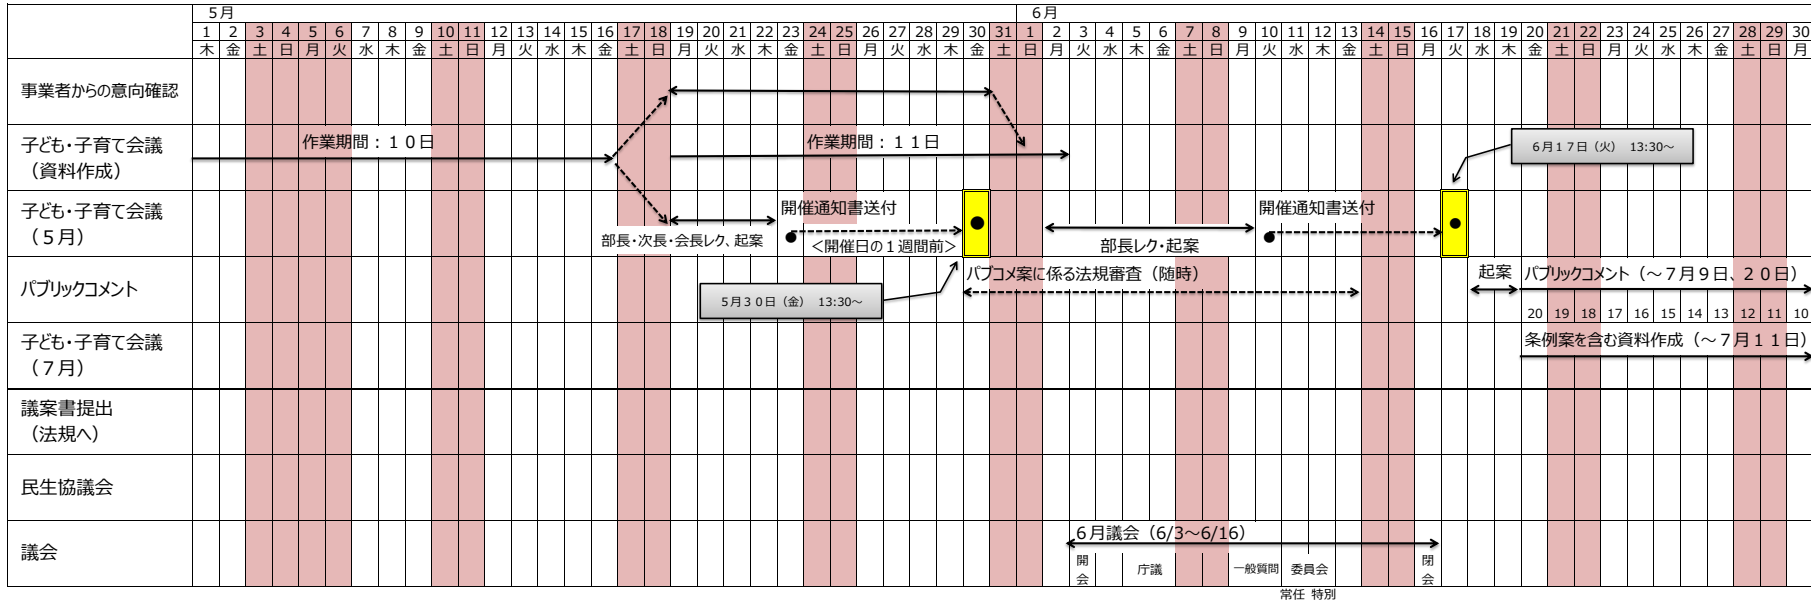 5月 6月
1 2 3 4 5 6 7 8 9 10 11 12 13 14 15 16 17 18 19 20 21 22 23 24 25 26 27 28 29 30 31 1 2 3 4 5 6 7 8 9 10 11 12 13 14 15 16 17 18 19 20 21 22 23 24 25 26 27 28 29 30
木 金 土 日 月 火 水 木 金 土 日 月 火 水 木 金 土 日 月 火 水 木 金 土 日 月 火 水 木 金 土 日 月 火 水 木 金 土 日 月 火 水 木 金 土 日 月 火 水 木 金 土 日 月 火 水 木 金 土 日 月
事業者からの意向確認
子ども・子育て会議
（資料作成）
作業期間：１０日
作業期間：１１日
6月１７日（火） 13:30～
子ども・子育て会議
（５月）
部長・次長・会長レク、起案
開催通知書送付
＜開催日の１週間前＞
部長レク・起案
開催通知書送付
パブリックコメント
5月３０日（金） 13:30～
パブコメ案に係る法規審査（随時）
起案
パブリックコメント（～７月９日、２０日）
20 19 18 17 16 15 14 13 12 11 10
子ども・子育て会議
（７月）
条例案を含む資料作成（～７月１１日）
議案書提出
（法規へ）
民生協議会
議会
６月議会（6/3～6/16）
開会
庁議
一般質問
委員会
閉会
常任 特別